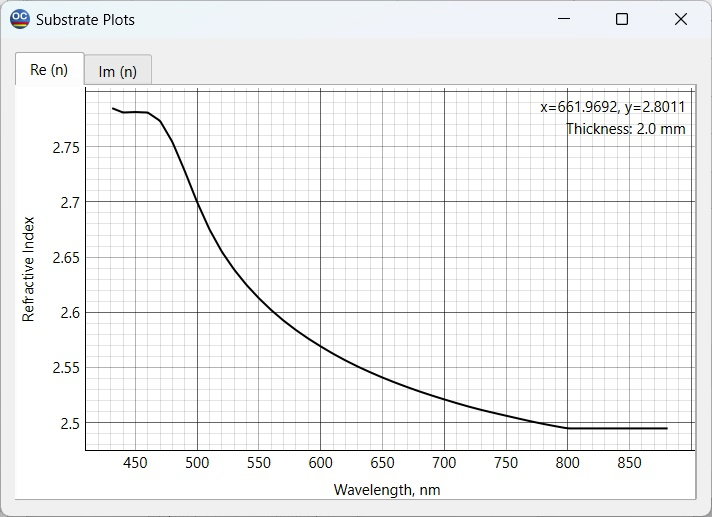 OC Substrate Plots
Re (n)
Im (n)
x=661.9692, y=2.8011
Thickness: 2.0 mm
2.75
2.7
2.65
2.6
2.55
2.5
Refractive Index
450 500 550 600 650 700 750 800 850
Wavelength, nm